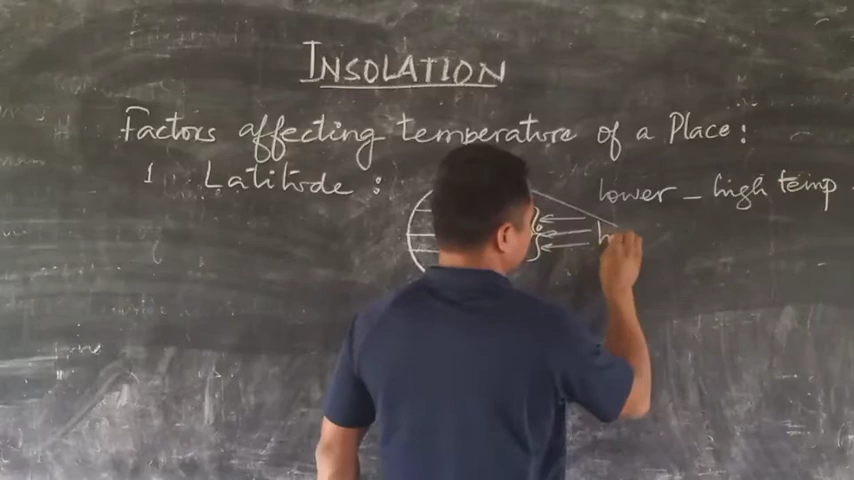 INSOLATION
Factors affecting temperature of a Place:
1. Latitude:
lower - high temp
h